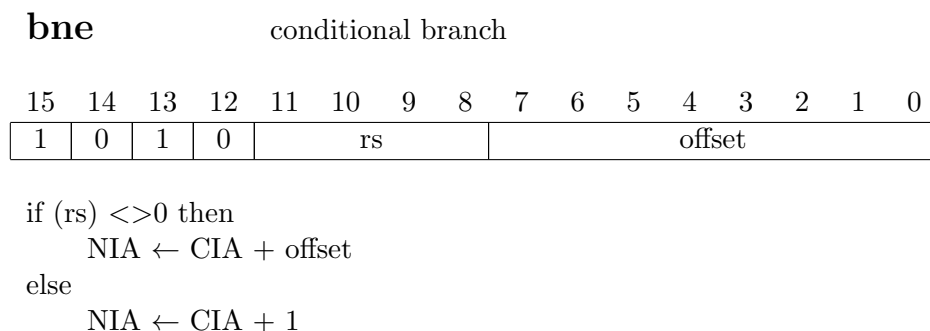 bne conditional branch
15 14 13 12 11 10 9 8 7 6 5 4 3 2 1 0
1 0 1 0 rs offset
if (rs) <>0 then
NIA ← CIA + offset
else
NIA ← CIA + 1